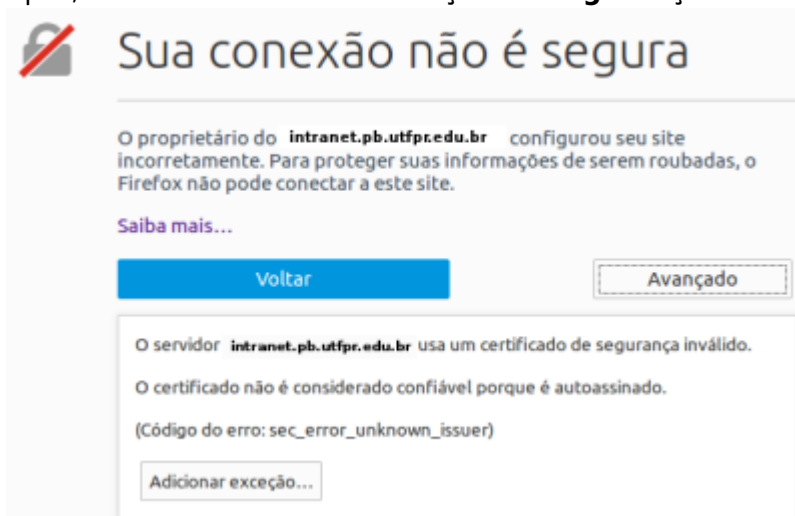 Sua conexão não é segura
O proprietário do intranet.pb.utfpr.edu.br configurou seu site
incorretamente. Para proteger suas informações de serem roubadas, o
Firefox não pode conectar a este site.
Saiba mais...
Voltar Avançado
O servidor intranet.pb.utfpr.edu.br usa um certificado de segurança inválido.
O certificado não é considerado confiável porque é autoassinado.
(Código do erro: sec_error_unknown_issuer)
Adicionar exceção...